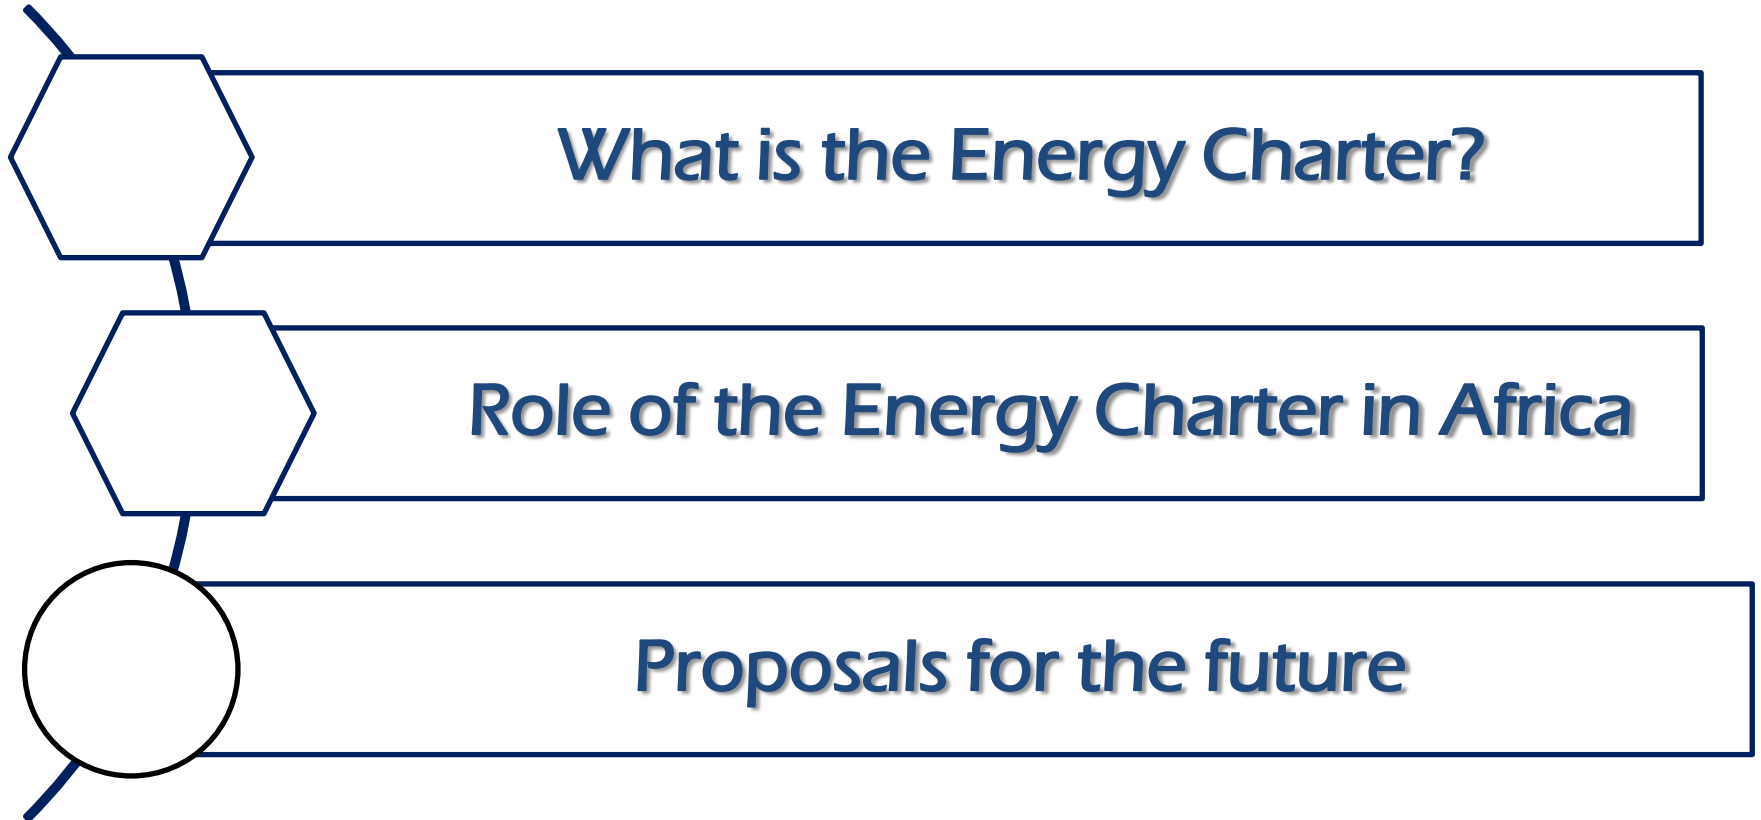 What is the Energy Charter?
Role of the Energy Charter in Africa
Proposals for the future